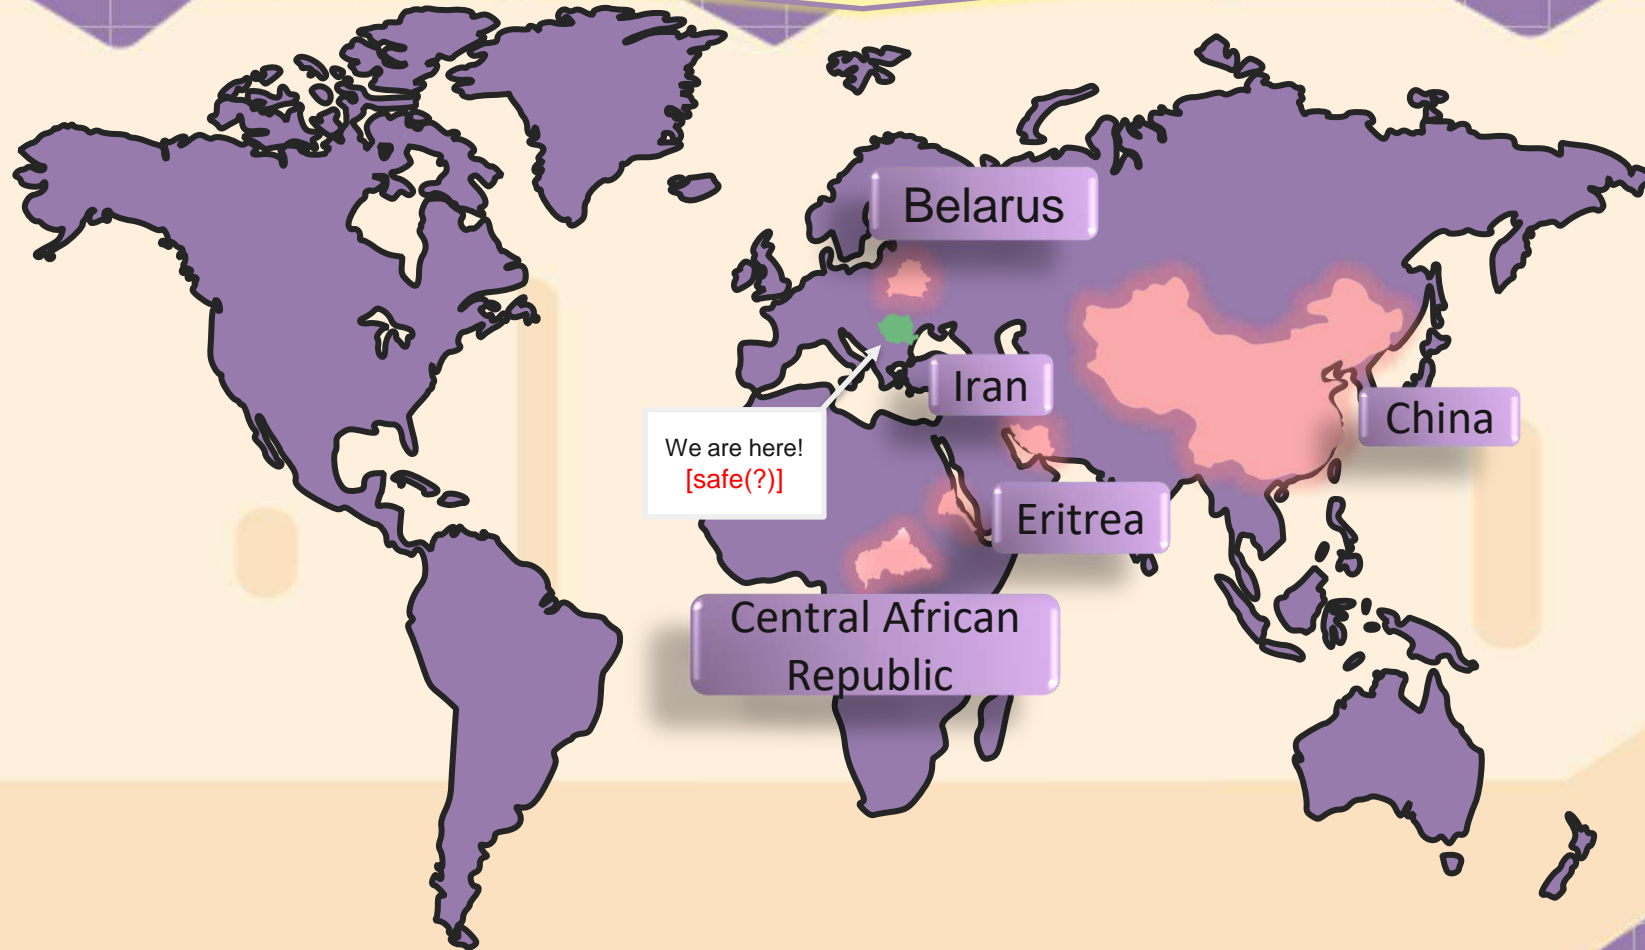 Belarus
Iran
China
We are here!
[safe(?)]
Eritrea
Central African
Republic